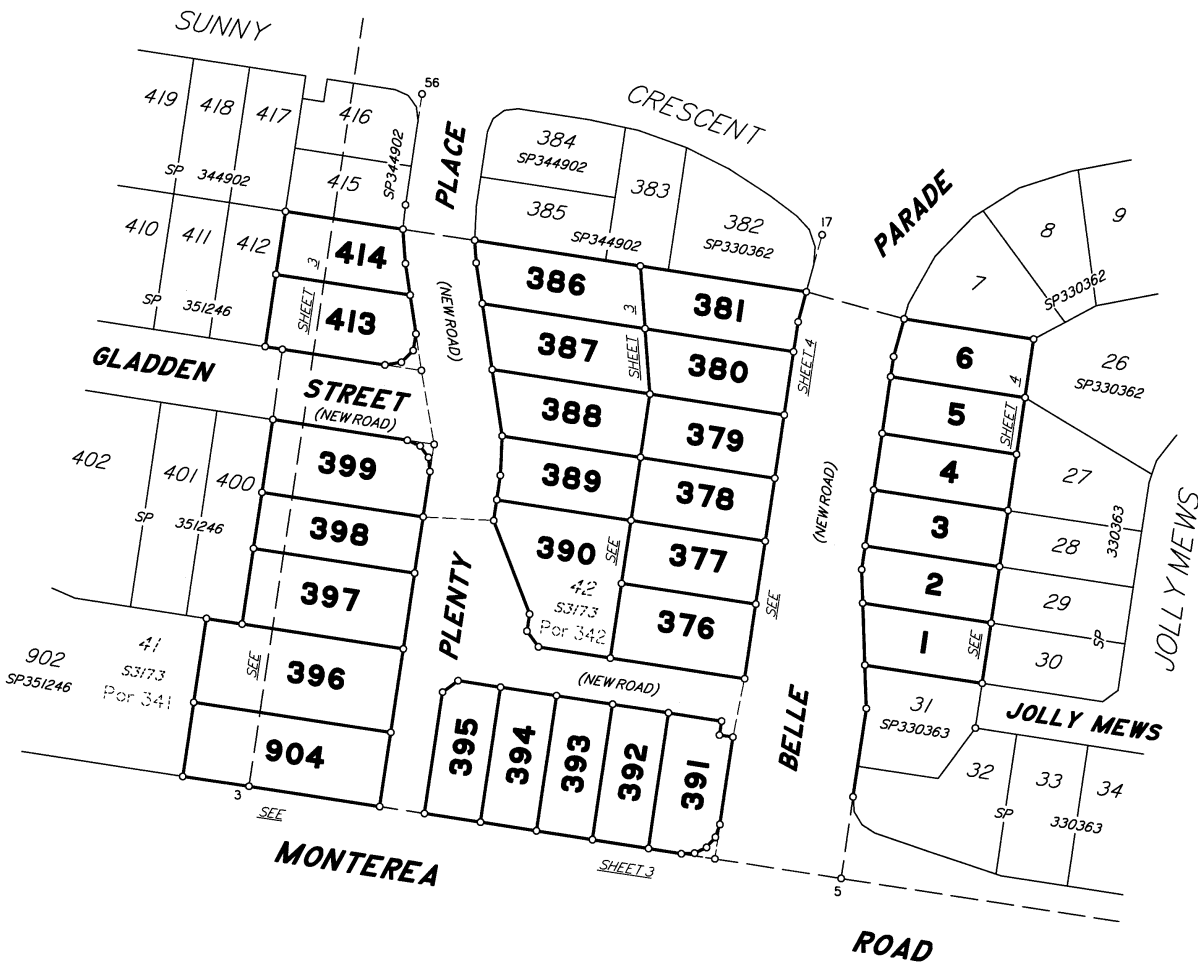 SUNNY
CRESCENT
419
418
417
416
415
SP 344902
SP344902
56
PLACE
384
SP344902
383
385
SP344902
382
SP330362
17
PARADE
7
8
9
SP330362
410
411
412
SP 351246
414
3
413
SHEET
(NEW ROAD)
386
3
387
SHEET
388
389
390
SEE
42
S3173
Por 342
381
380
379
378
377
376
SHEET 4
SEE
(NEW ROAD)
6
4
5
SHEET
4
3
2
1
SEE
26
SP330362
27
28
29
30
SP 330363
JOLLY MEWS
31
SP330363
JOLLY MEWS
32
33
34
SP 330363
GLADDEN
STREET
(NEW ROAD)
402
401
400
SP 351246
399
398
397
396
SEE
904
902
SP351246
41
S3173
Por 341
PLENTY
(NEW ROAD)
395
394
393
392
391
BELLE
3
SEE
SHEET 3
5
MONTEREA
ROAD